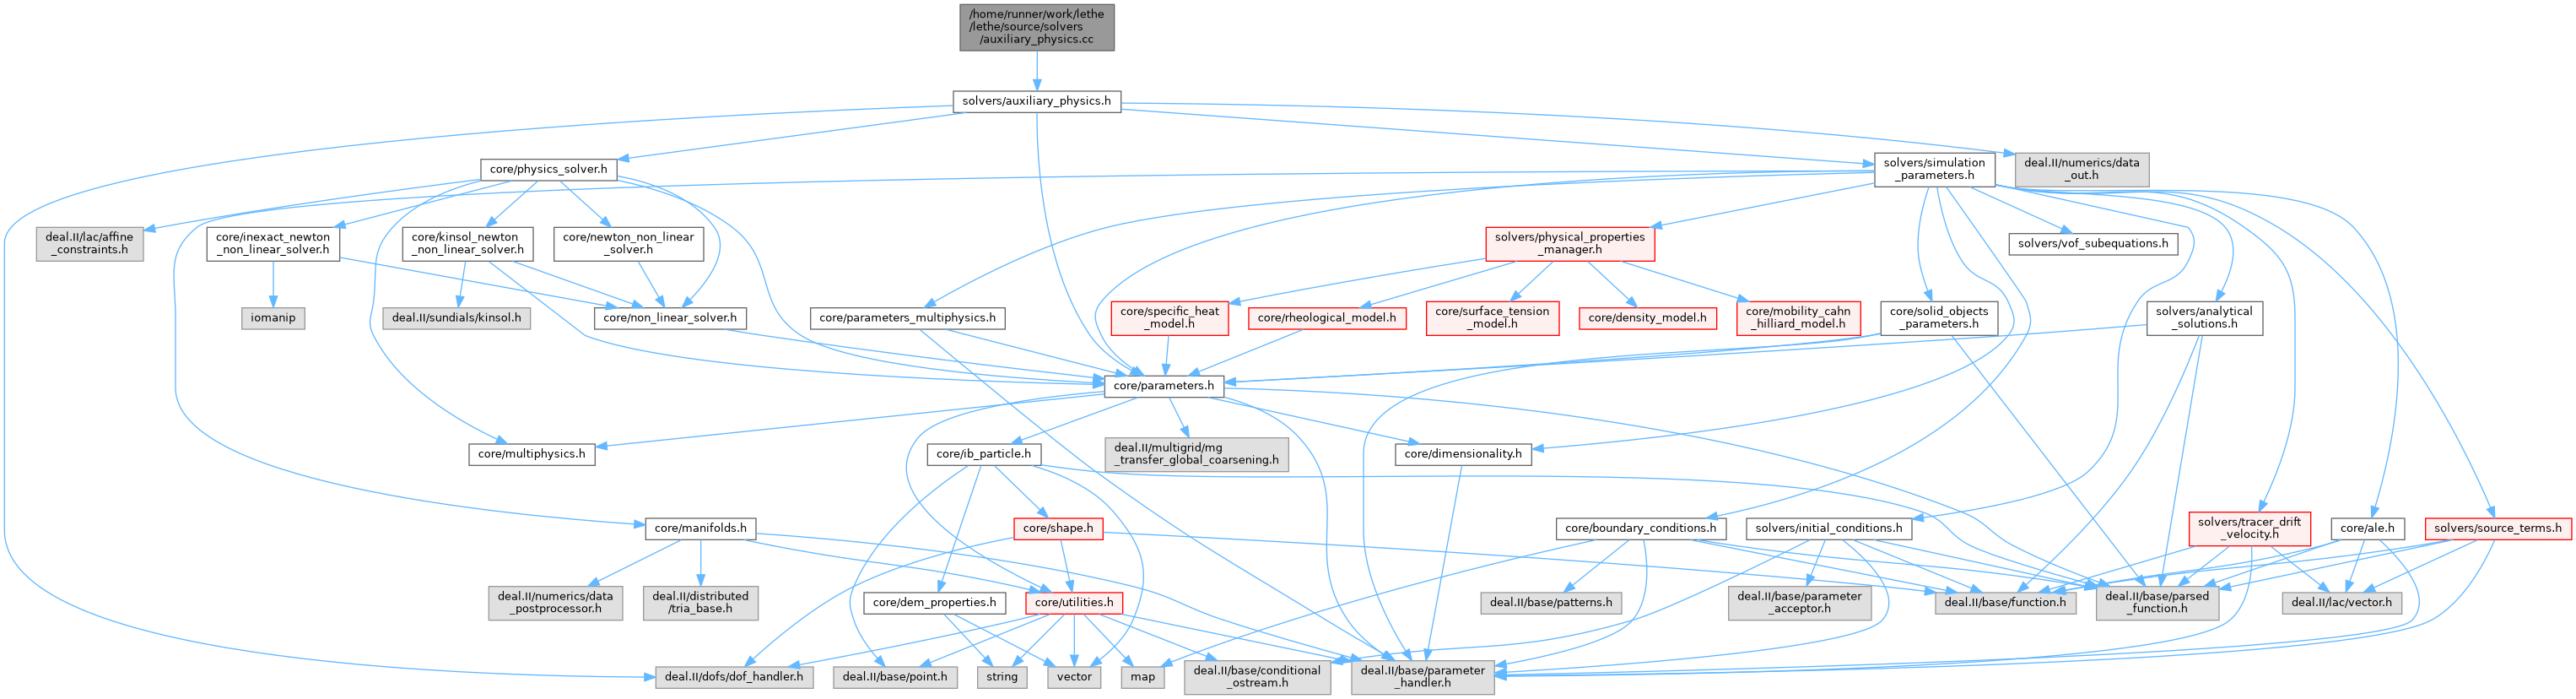 /home/runner/work/lethe
/lethe/source/solvers
/auxiliary_physics.cc
solvers/auxiliary_physics.h
core/physics_solver.h
solvers/simulation
_parameters.h
deal.II/numerics/data
_out.h
deal.II/lac/affine
_constraints.h
core/inexact_newton
_non_linear_solver.h
core/kinsol_newton
_non_linear_solver.h
core/newton_non_linear
_solver.h
solvers/physical_properties
_manager.h
solvers/vof_subequations.h
iomanip
deal.II/sundials/kinsol.h
core/non_linear_solver.h
core/parameters_multiphysics.h
core/specific_heat
_model.h
core/rheological_model.h
core/surface_tension
_model.h
core/density_model.h
core/mobility_cahn
_hilliard_model.h
core/solid_objects
_parameters.h
solvers/analytical
_solutions.h
core/parameters.h
core/multiphysics.h
core/ib_particle.h
deal.II/multigrid/mg
_transfer_global_coarsening.h
core/dimensionality.h
core/manifolds.h
core/shape.h
core/boundary_conditions.h
solvers/initial_conditions.h
solvers/tracer_drift
_velocity.h
core/ale.h
solvers/source_terms.h
deal.II/numerics/data
_postprocessor.h
deal.II/distributed
/tria_base.h
core/dem_properties.h
core/utilities.h
deal.II/base/patterns.h
deal.II/base/parameter
_acceptor.h
deal.II/base/function.h
deal.II/base/parsed
_function.h
deal.II/lac/vector.h
deal.II/dofs/dof_handler.h
deal.II/base/point.h
string
vector
map
deal.II/base/conditional
_ostream.h
deal.II/base/parameter
_handler.h